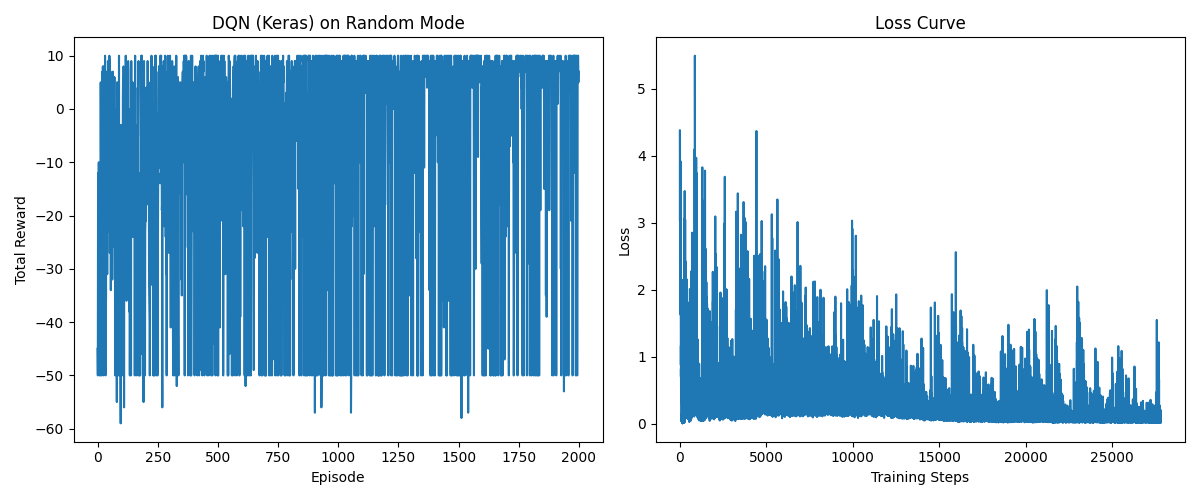 DQN (Keras) on Random Mode
Total Reward
10
0
−10
−20
−30
−40
−50
−60
0 250 500 750 1000 1250 1500 1750 2000
Episode
Loss Curve
Loss
5
4
3
2
1
0
0 5000 10000 15000 20000 25000
Training Steps